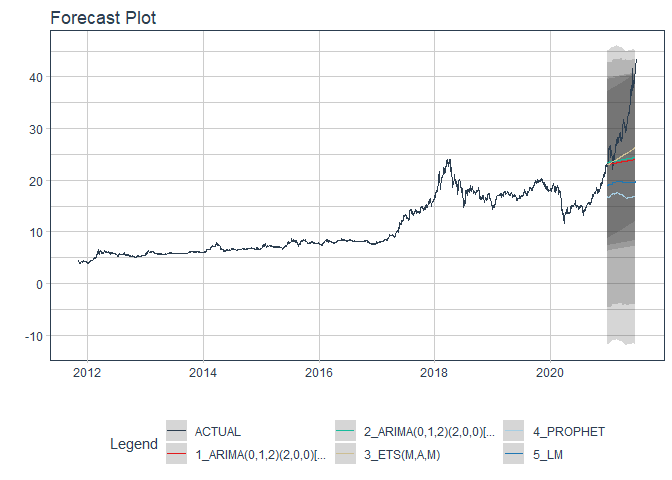 Forecast Plot
40
30
20
10
0
-10
2012 2014 2016 2018 2020
Legend
ACTUAL 2_ARIMA(0,1,2)(2,0,0)[... 4_PROPHET
1_ARIMA(0,1,2)(2,0,0)[... 3_ETS(M,A,M) 5_LM